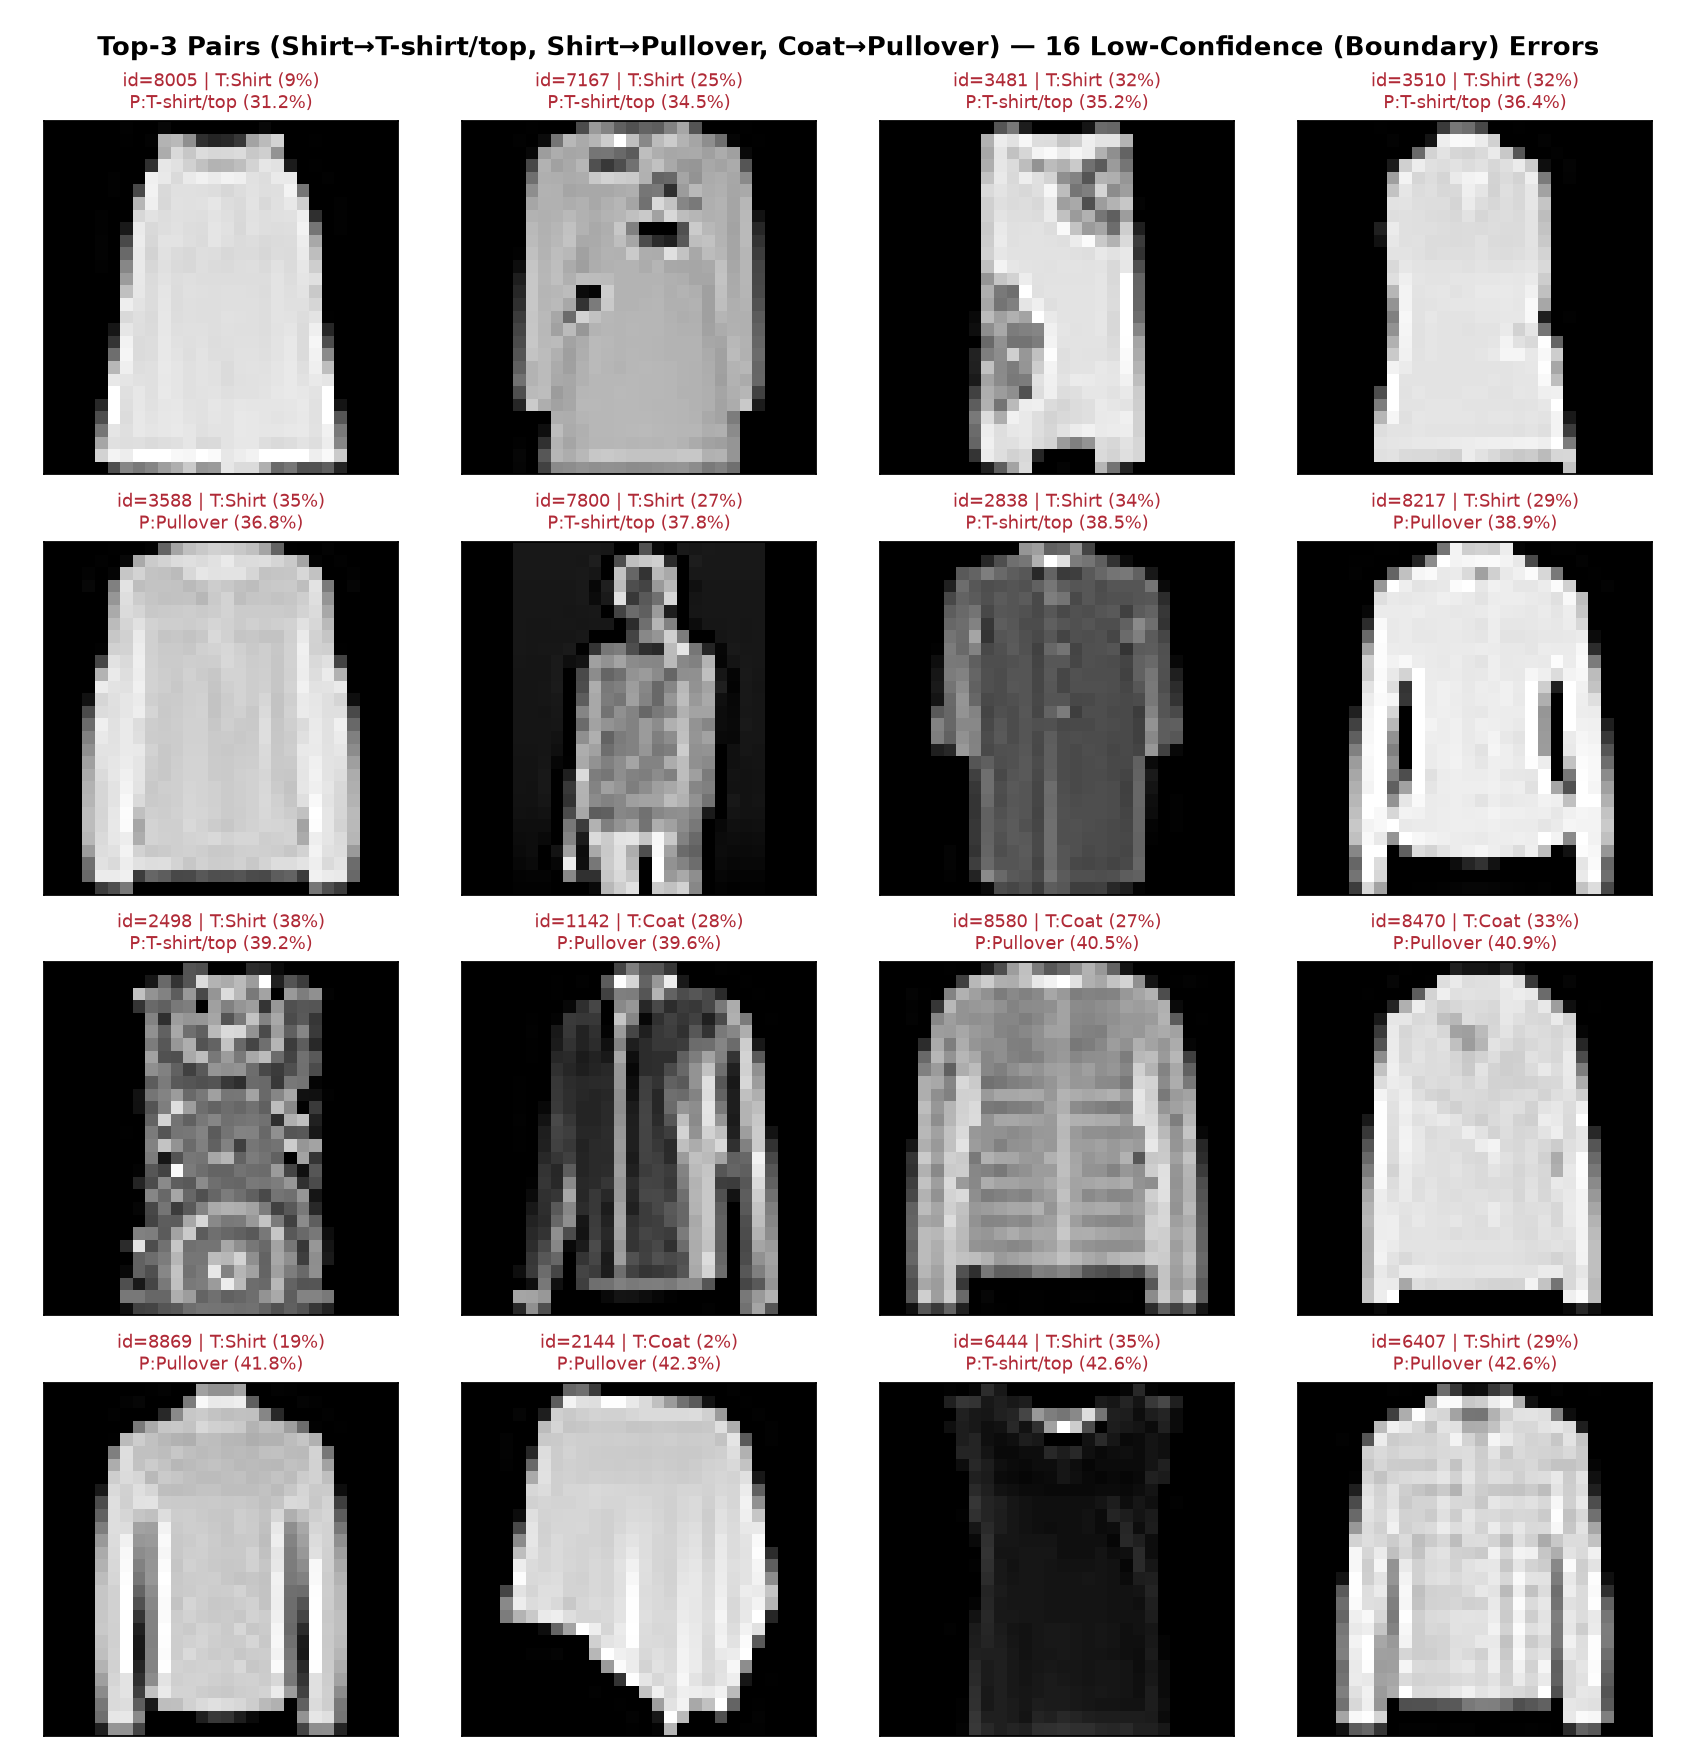 Top-3 Pairs (Shirt→T-shirt/top, Shirt→Pullover, Coat→Pullover) — 16 Low-Confidence (Boundary) Errors
id=8005 | T:Shirt (9%)
P:T-shirt/top (31.2%)
id=7167 | T:Shirt (25%)
P:T-shirt/top (34.5%)
id=3481 | T:Shirt (32%)
P:T-shirt/top (35.2%)
id=3510 | T:Shirt (32%)
P:T-shirt/top (36.4%)
id=3588 | T:Shirt (35%)
P:Pullover (36.8%)
id=7800 | T:Shirt (27%)
P:T-shirt/top (37.8%)
id=2838 | T:Shirt (34%)
P:T-shirt/top (38.5%)
id=8217 | T:Shirt (29%)
P:Pullover (38.9%)
id=2498 | T:Shirt (38%)
P:T-shirt/top (39.2%)
id=1142 | T:Coat (28%)
P:Pullover (39.6%)
id=8580 | T:Coat (27%)
P:Pullover (40.5%)
id=8470 | T:Coat (33%)
P:Pullover (40.9%)
id=8869 | T:Shirt (19%)
P:Pullover (41.8%)
id=2144 | T:Coat (2%)
P:Pullover (42.3%)
id=6444 | T:Shirt (35%)
P:T-shirt/top (42.6%)
id=6407 | T:Shirt (29%)
P:Pullover (42.6%)